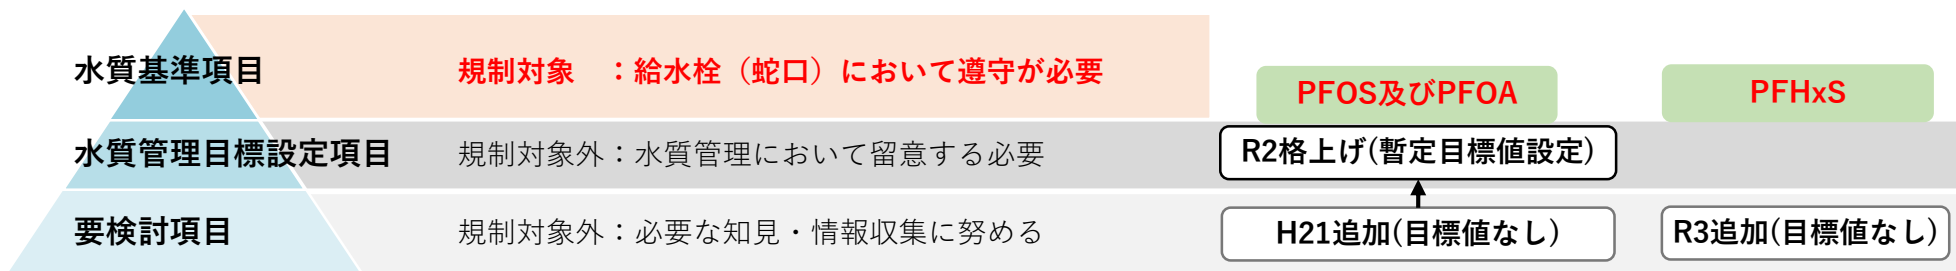 水質基準項目
規制対象　：給水栓（蛇口）において遵守が必要
PFOS及びPFOA
PFHxS
水質管理目標設定項目
規制対象外：水質管理において留意する必要
R2格上げ(暫定目標値設定)
要検討項目
規制対象外：必要な知見・情報収集に努める
H21追加(目標値なし)
R3追加(目標値なし)